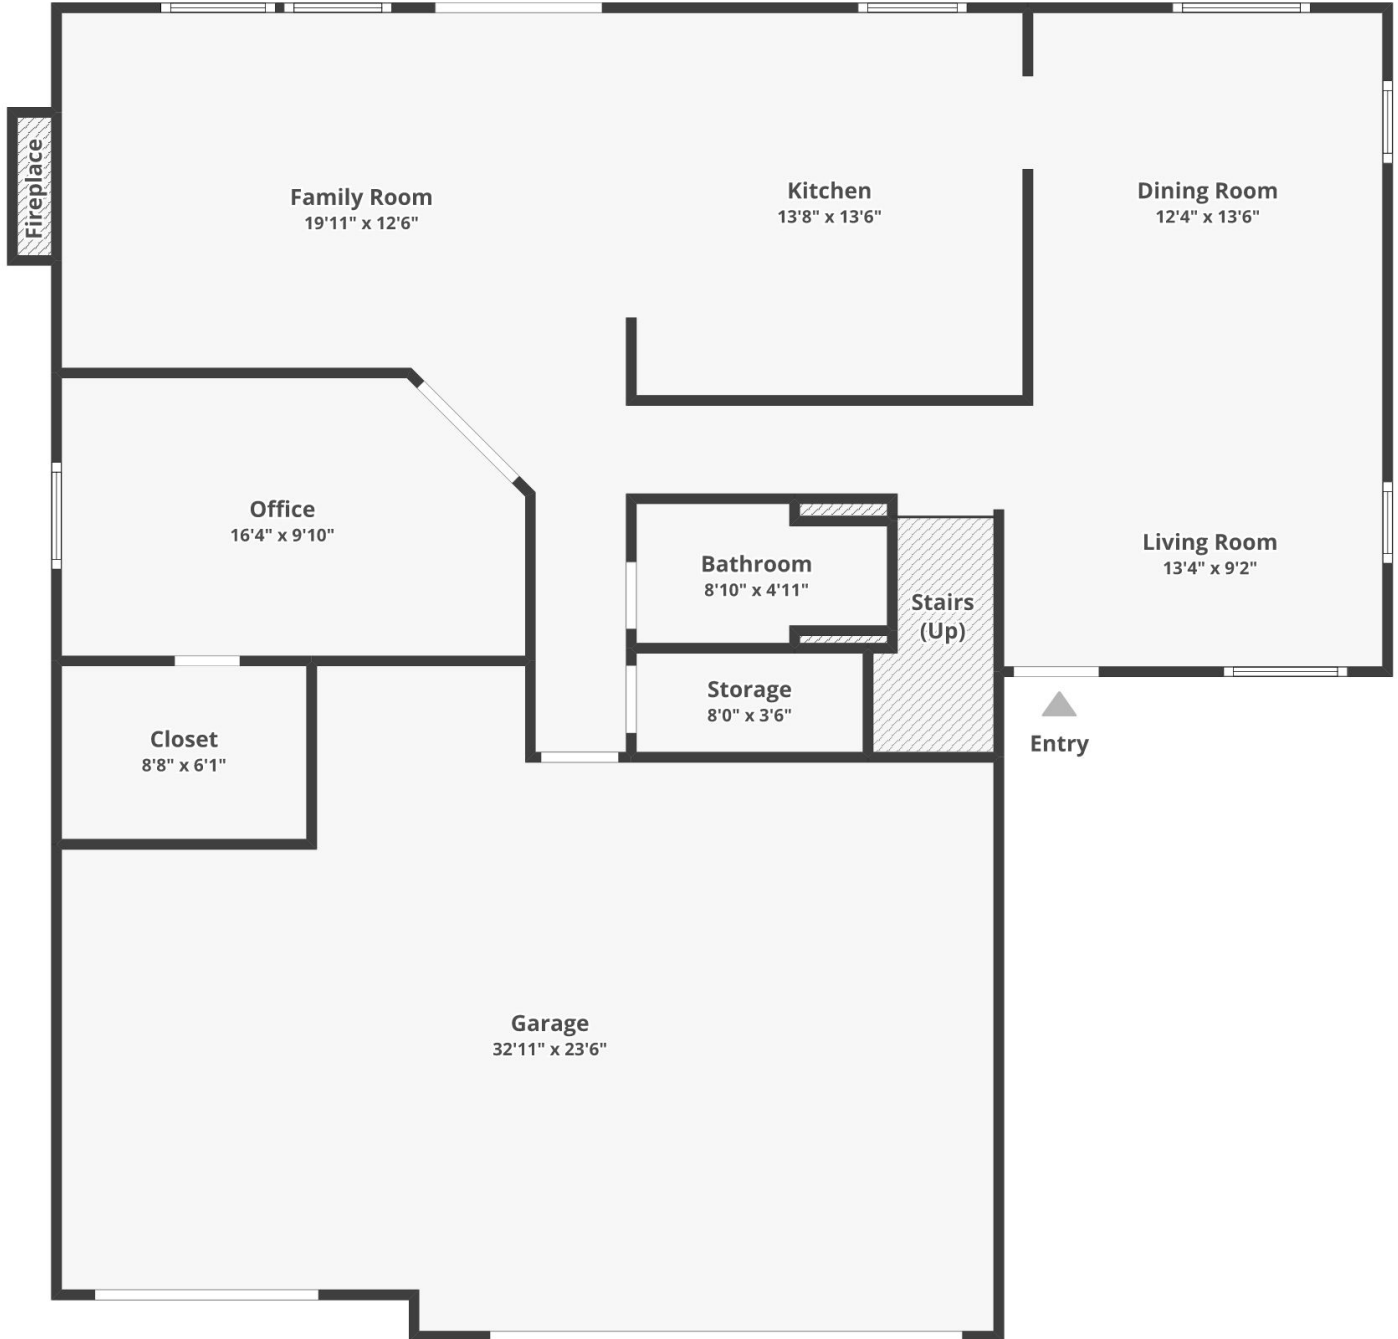 Fireplace
Family Room
19'11" x 12'6"
Kitchen
13'8" x 13'6"
Dining Room
12'4" x 13'6"
Office
16'4" x 9'10"
Bathroom
8'10" x 4'11"
Stairs
(Up)
Living Room
13'4" x 9'2"
Storage
8'0" x 3'6"
Closet
8'8" x 6'1"
Entry
Garage
32'11" x 23'6"